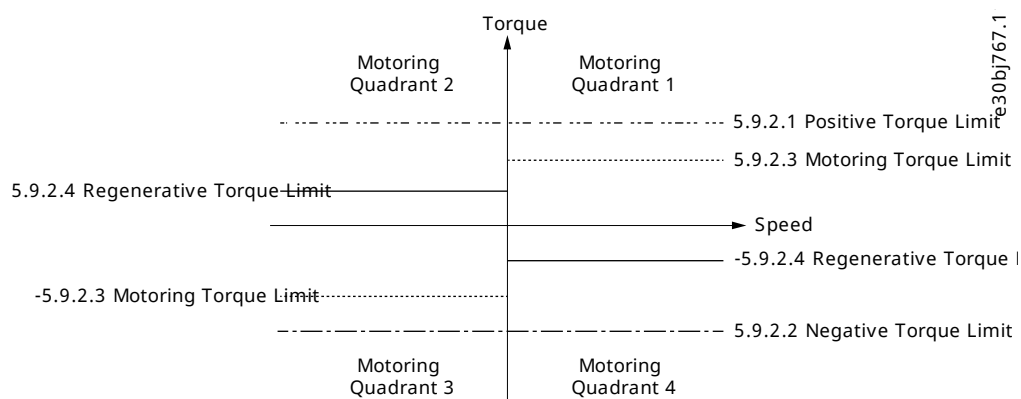 Torque
e30bj767.1
Motoring
Quadrant 2
Motoring
Quadrant 1
5.9.2.1 Positive Torque Limit
5.9.2.3 Motoring Torque Limit
5.9.2.4 Regenerative Torque Limit
Speed
-5.9.2.4 Regenerative Torque
-5.9.2.3 Motoring Torque Limit
5.9.2.2 Negative Torque Limit
Motoring
Quadrant 3
Motoring
Quadrant 4